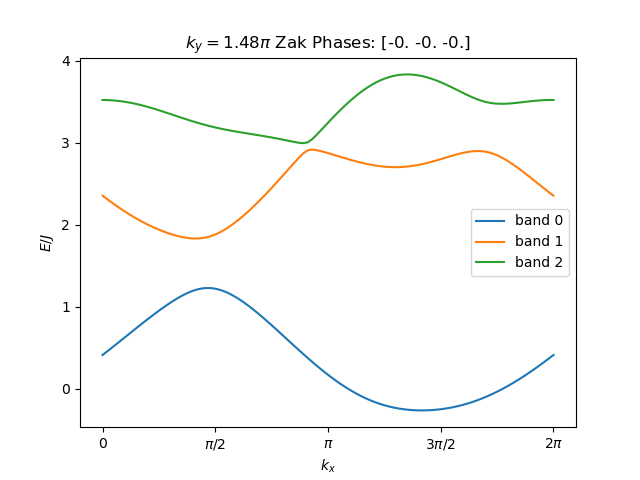 k_y = 1.48π Zak Phases: [-0. -0. -0.]
4
3
2
1
0
E/J
band 0
band 1
band 2
0
π/2
π
3π/2
2π
k_x